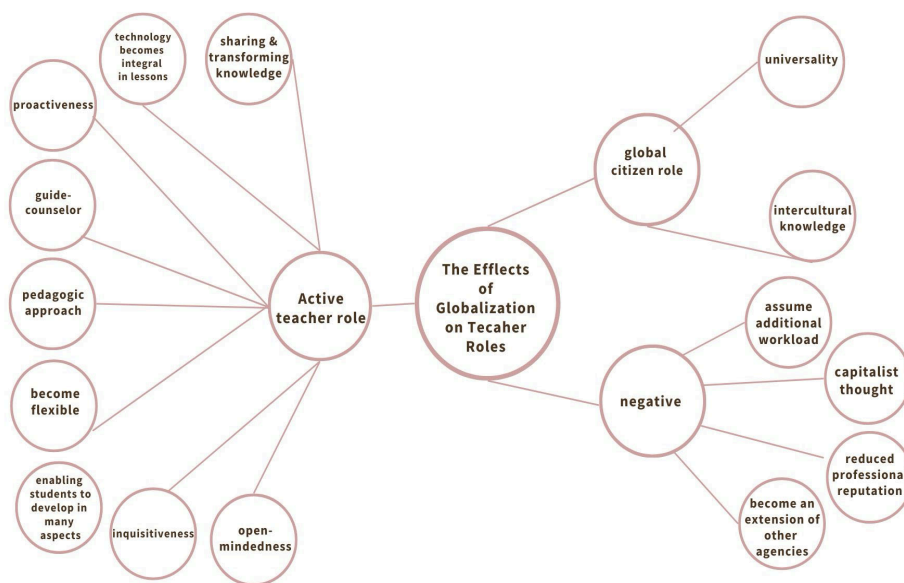 technology
becomes
integral
in lessons
sharing &
transforming
knowledge
proactiveness
guide-
counselor
pedagogic
approach
become
flexible
enabling
students to
develop in
many
aspects
inquisitiveness
open-
mindedness
Active
teacher role
The Efflects
of
Globalization
on Tecaher
Roles
global
citizen role
universality
intercultural
knowledge
negative
assume
additional
workload
capitalist
thought
reduced
professiona
reputation
become an
extension of
other
agencies